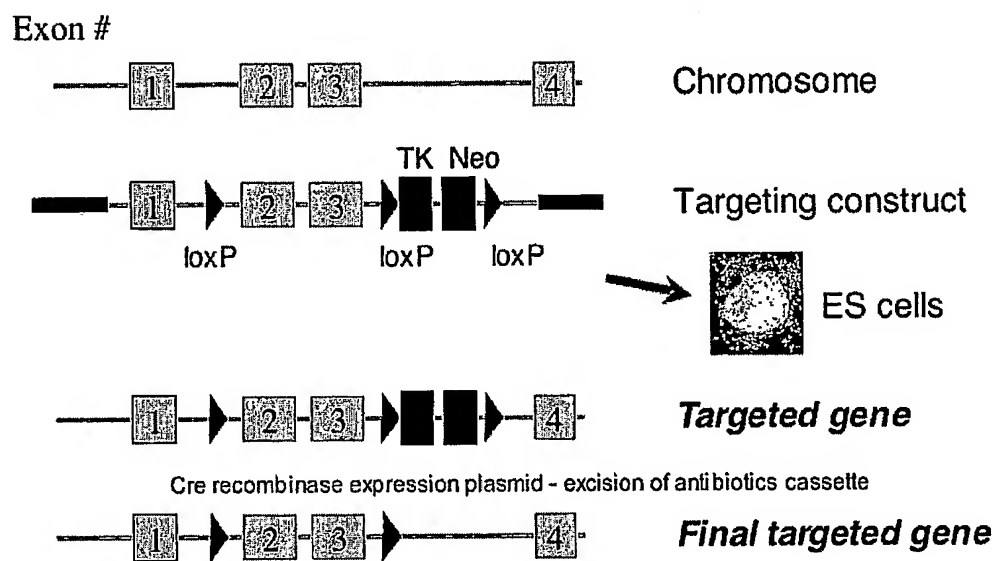 Exon #
1 2 3 4 Chromosome
TK Neo
1 2 3 Targeting construct
loxP loxP loxP
ES cells
1 2 3 4 Targeted gene
Cre recombinase expression plasmid - excision of antibiotics cassette
1 2 3 4 Final targeted gene